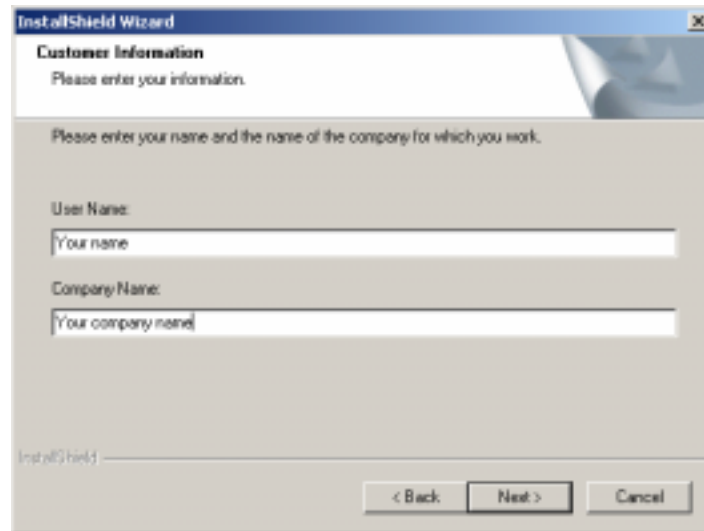 InstallShield Wizard
Customer Information
Please enter your information.
Please enter your name and the name of the company for which you work.
User Name:
Your name
Company Name:
Your company name
InstallShield
< Back Next > Cancel